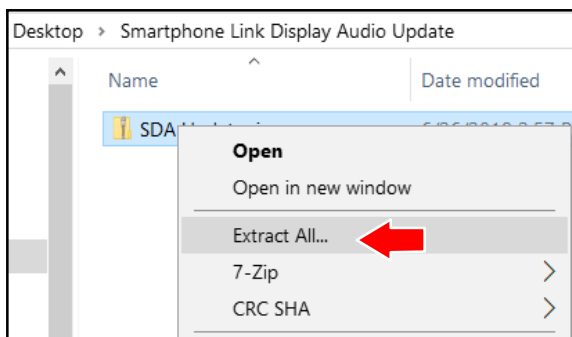 Desktop > Smartphone Link Display Audio Update
Name Date modified
SDA
Open
Open in new window
Extract All...
7-Zip
CRC SHA